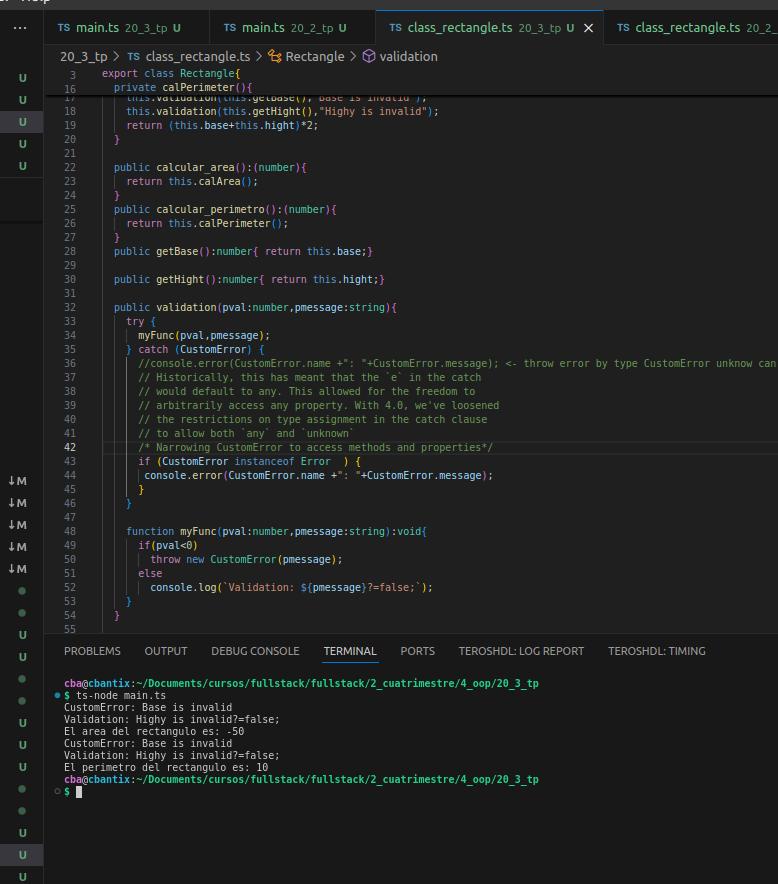 Help
··· TS main.ts 20_3_tp U TS main.ts 20_2_tp U TS class_rectangle.ts 20_3_tp U × TS class_rectangle.ts 20_2_
20_3_tp > TS class_rectangle.ts > Rectangle > validation
3 export class Rectangle{
16 private calPerimeter(){
17 this.validation(this.getBase(),"Base is invalid");
18 this.validation(this.getHight(),"Highy is invalid");
19 return (this.base+this.hight)*2;
20 }
21
22 public calcular_area():(number){
23 return this.calArea();
24 }
25 public calcular_perimetro():(number){
26 return this.calPerimeter();
27 }
28 public getBase():number{ return this.base;}
29
30 public getHight():number{ return this.hight;}
31
32 public validation(pval:number,pmessage:string){
33 try {
34 myFunc(pval,pmessage);
35 } catch (CustomError) {
36 //console.error(CustomError.name +": "+CustomError.message); <- throw error by type CustomError unknow can
37 // Historically, this has meant that the `e` in the catch
38 // would default to any. This allowed for the freedom to
39 // arbitrarily access any property. With 4.0, we've loosened
40 // the restrictions on type assignment in the catch clause
41 // to allow both `any` and `unknown`
42 /* Narrowing CustomError to access methods and properties*/
43 if (CustomError instanceof Error  ) {
44 console.error(CustomError.name +": "+CustomError.message);
45 }
46 }
47
48 function myFunc(pval:number,pmessage:string):void{
49 if(pval<0)
50 throw new CustomError(pmessage);
51 else
52 console.log(`Validation: ${pmessage}?=false;`);
53 }
54 }
55
U
U
U
U
U
↓M
↓M
↓M
↓M
↓M
U
U
U
U
U
U
U
U
PROBLEMS OUTPUT DEBUG CONSOLE TERMINAL PORTS TEROSHDL: LOG REPORT TEROSHDL: TIMING
cba@cbantix:~/Documents/cursos/fullstack/fullstack/2_cuatrimestre/4_oop/20_3_tp
$ ts-node main.ts
CustomError: Base is invalid
Validation: Highy is invalid?=false;
El area del rectangulo es: -50
CustomError: Base is invalid
Validation: Highy is invalid?=false;
El perimetro del rectangulo es: 10
cba@cbantix:~/Documents/cursos/fullstack/fullstack/2_cuatrimestre/4_oop/20_3_tp
$